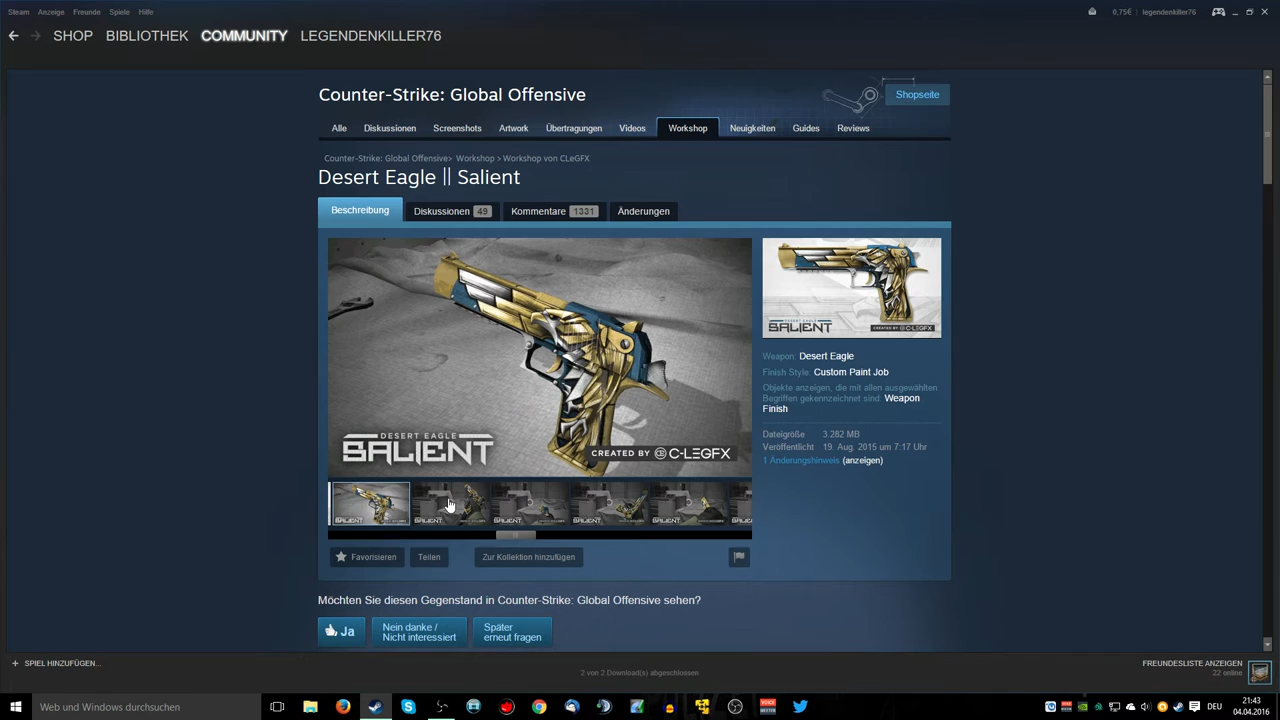 Steam Anzeige Freunde Spiele Hilfe
0,75€ legendenkiller76
SHOP BIBLIOTHEK COMMUNITY LEGENDENKILLER76
Counter-Strike: Global Offensive
Shopseite
Alle Diskussionen Screenshots Artwork Übertragungen Videos Workshop Neuigkeiten Guides Reviews
Counter-Strike: Global Offensive> Workshop > Workshop von CLeGFX
Desert Eagle || Salient
Beschreibung Diskussionen 49 Kommentare 1331 Änderungen
DESERT EAGLE
SALIENT
CREATED BY C-LEGFX
SALIENT
Weapon: Desert Eagle
Finish Style: Custom Paint Job
Objekte anzeigen, die mit allen ausgewählten
Begriffen gekennzeichnet sind: Weapon
Finish
Dateigröße 3.282 MB
Veröffentlicht 19. Aug. 2015 um 7:17 Uhr
1 Änderungshinweis (anzeigen)
SALIENT SALIENT SALIENT SALIENT SALIENT
Favorisieren Teilen Zur Kollektion hinzufügen
Möchten Sie diesen Gegenstand in Counter-Strike: Global Offensive sehen?
Ja
Nein danke /
Nicht interessiert
Später
erneut fragen
+ SPIEL HINZUFÜGEN...
2 von 2 Download(s) abgeschlossen
FREUNDESLISTE ANZEIGEN
22 online
Web und Windows durchsuchen
DEU
21:43
04.04.2016